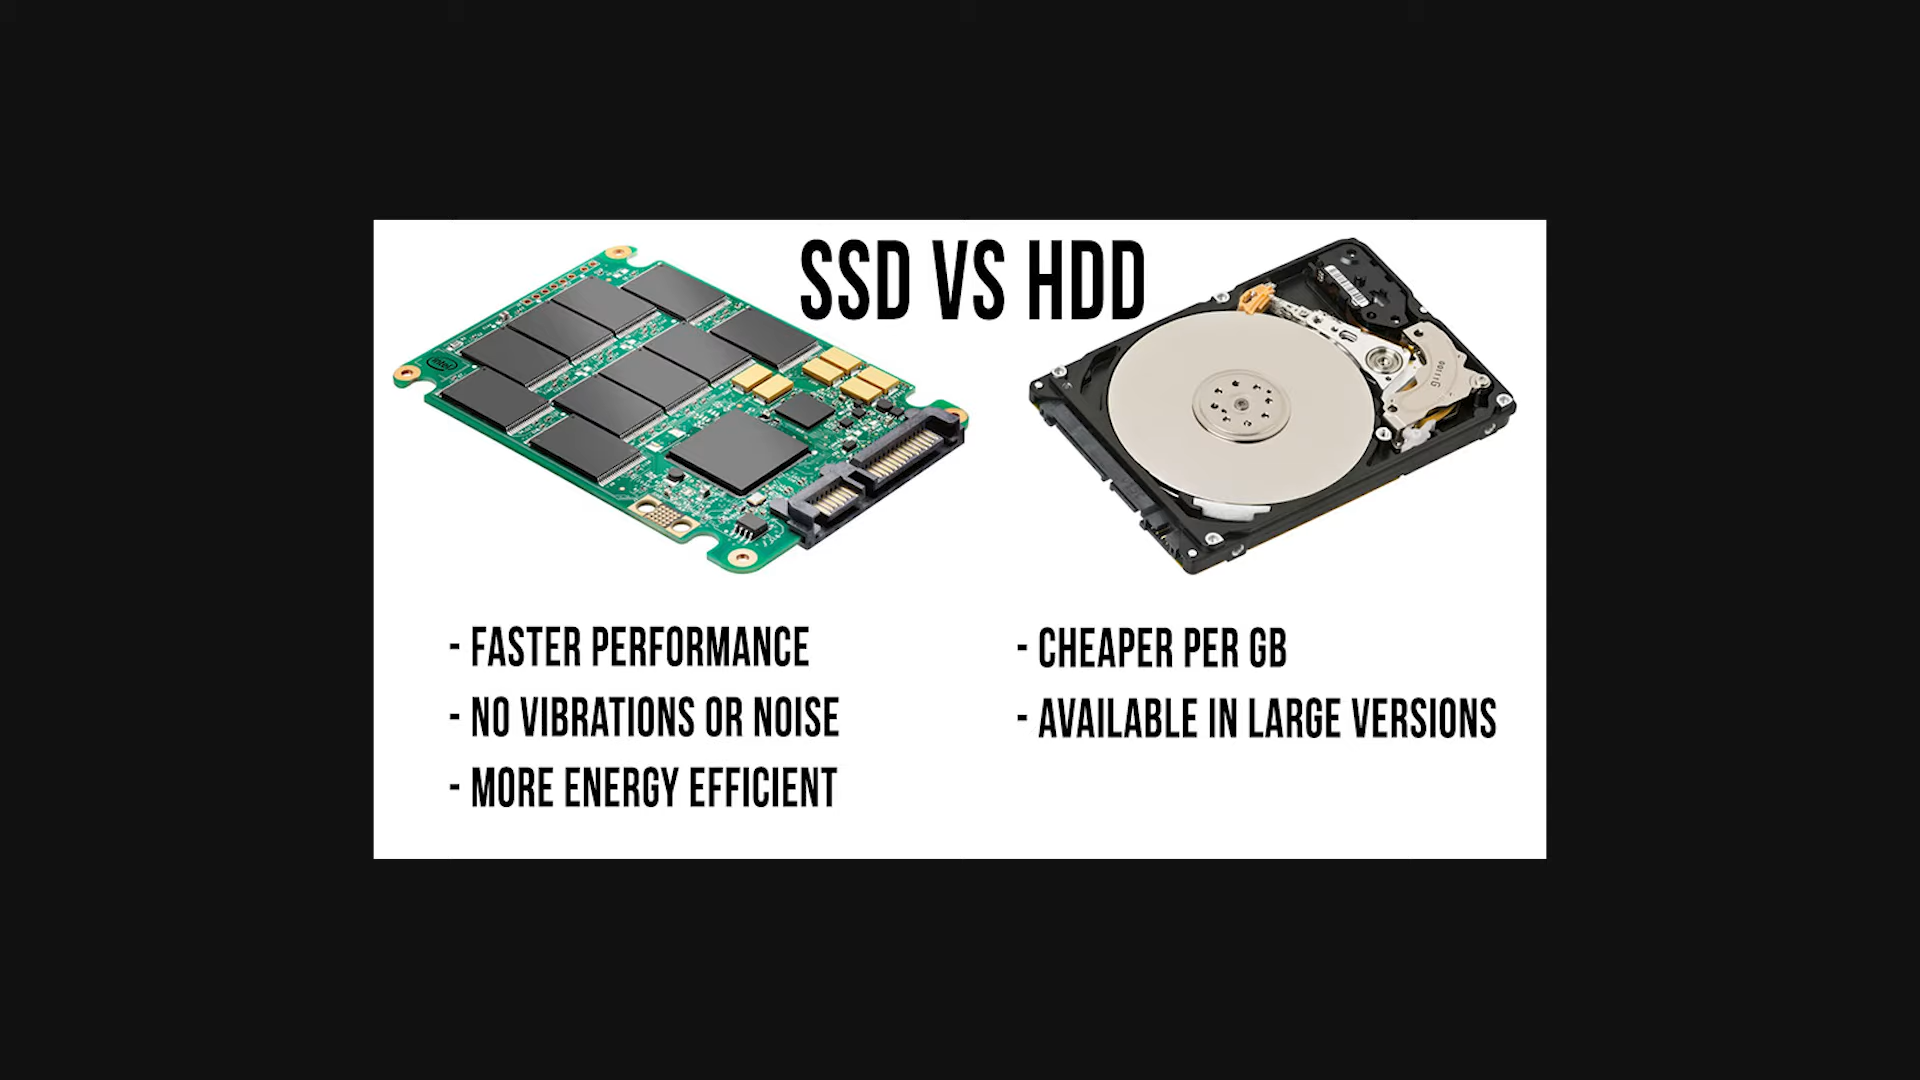 SSD VS HDD
intel
- FASTER PERFORMANCE
- NO VIBRATIONS OR NOISE
- MORE ENERGY EFFICIENT
- CHEAPER PER GB
- AVAILABLE IN LARGE VERSIONS